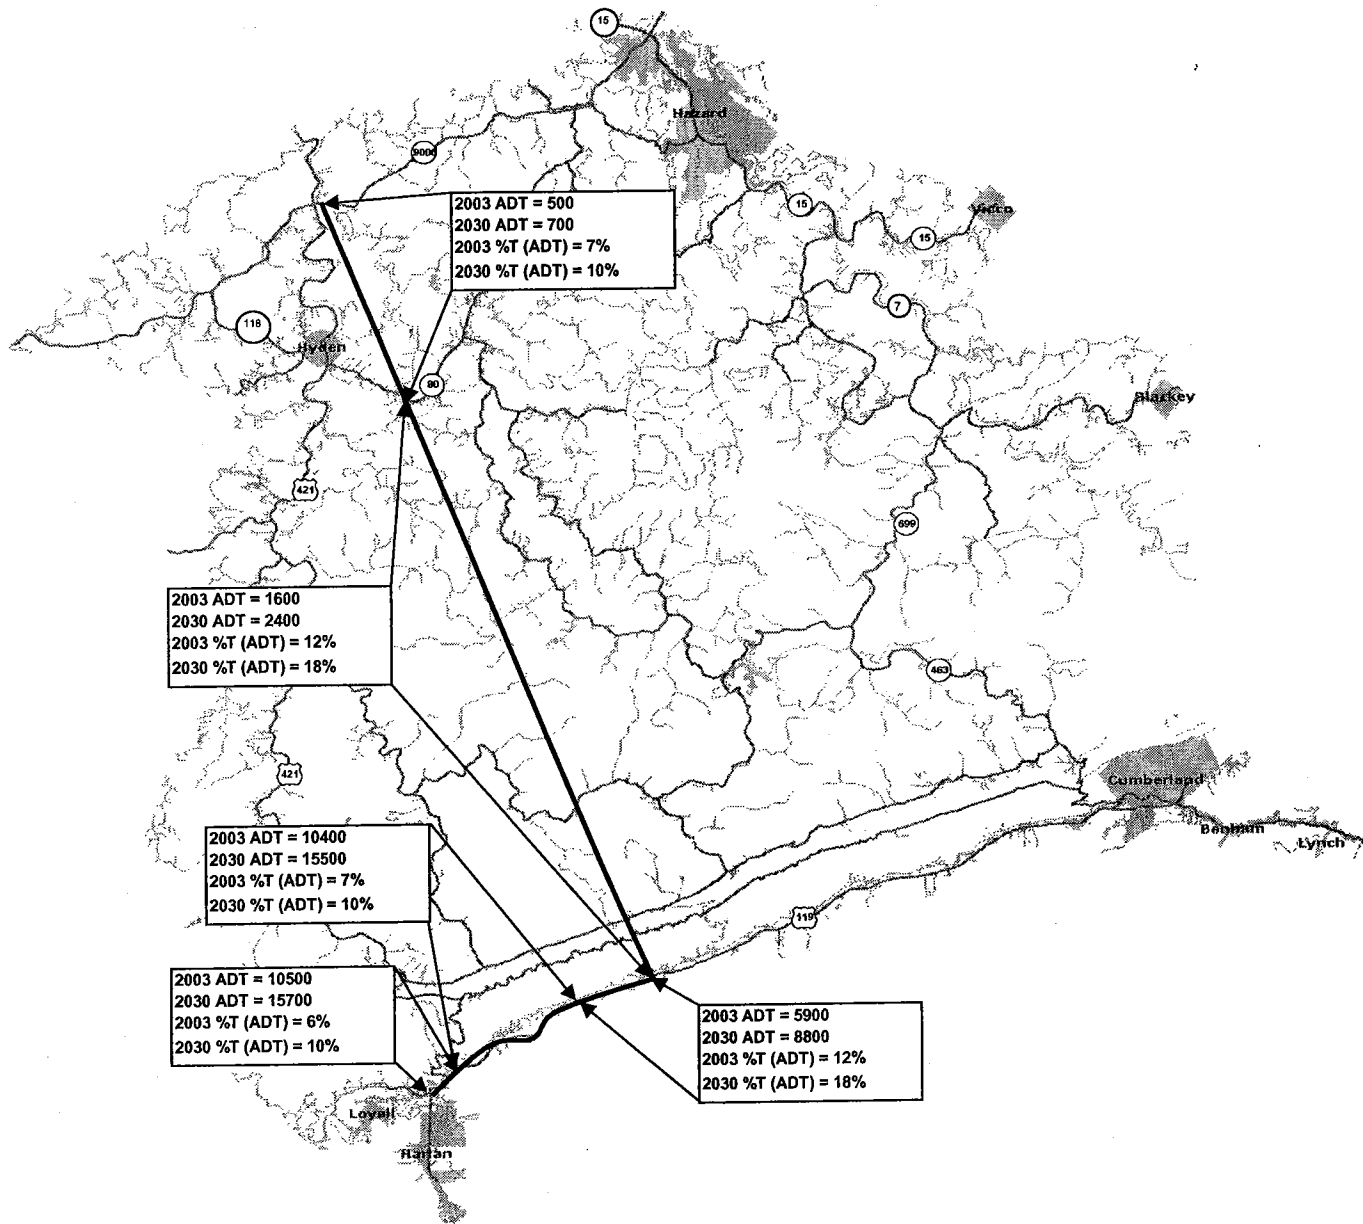 15
Hazard
9006
2003 ADT = 500
2030 ADT = 700
2003 %T (ADT) = 7%
2030 %T (ADT) = 10%
15
Vicco
15
7
118
Hyden
80
Blackey
421
699
2003 ADT = 1600
2030 ADT = 2400
2003 %T (ADT) = 12%
2030 %T (ADT) = 18%
463
421
Cumberland
Benham
Lynch
2003 ADT = 10400
2030 ADT = 15500
2003 %T (ADT) = 7%
2030 %T (ADT) = 10%
119
2003 ADT = 10500
2030 ADT = 15700
2003 %T (ADT) = 6%
2030 %T (ADT) = 10%
2003 ADT = 5900
2030 ADT = 8800
2003 %T (ADT) = 12%
2030 %T (ADT) = 18%
Loyall
Harlan